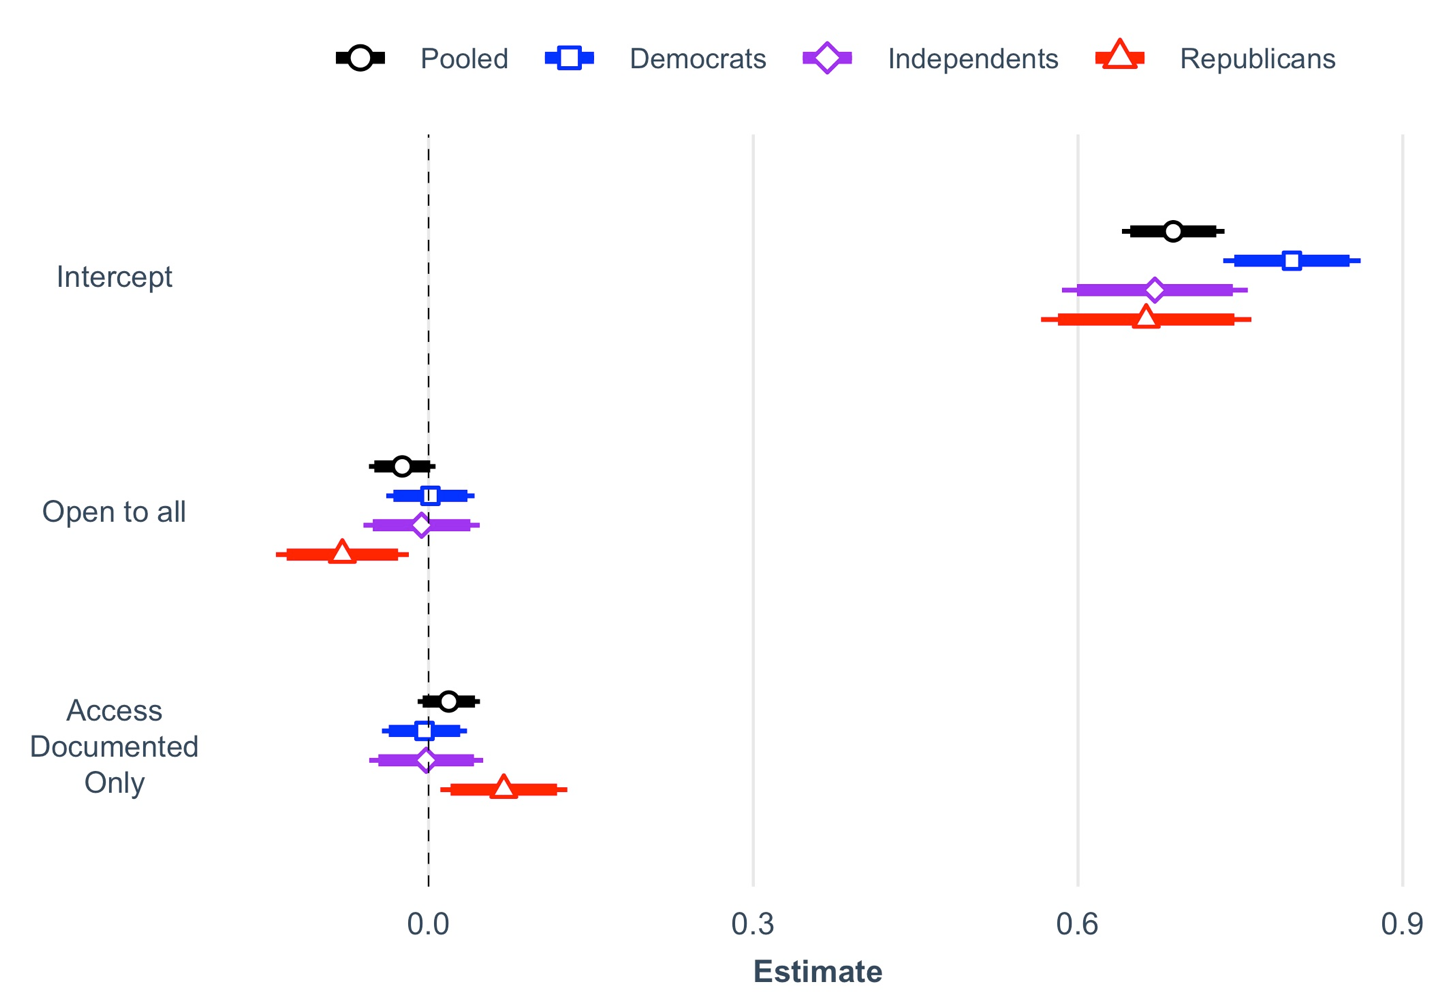 Pooled Democrats Independents Republicans
Intercept
Open to all
Access
Documented
Only
0.0 0.3 0.6 0.9
Estimate